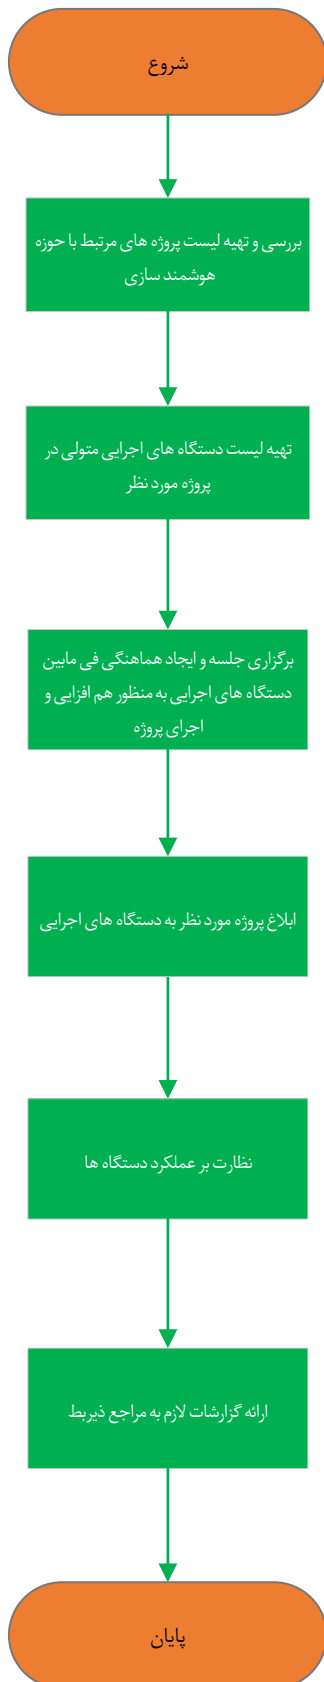 شروع
بررسی و تهیه لیست پروژه های مرتبط با حوزه
هوشمند سازی
تهیه لیست دستگاه های اجرایی متولی در
پروژه مورد نظر
برگزاری جلسه و ایجاد هماهنگی فی مابین
دستگاه های اجرایی به منظور هم افزایی و
اجرای پروژه
ابلاغ پروژه مورد نظر به دستگاه های اجرایی
نظارت بر عملکرد دستگاه ها
ارائه گزارشات لازم به مراجع ذیربط
پایان